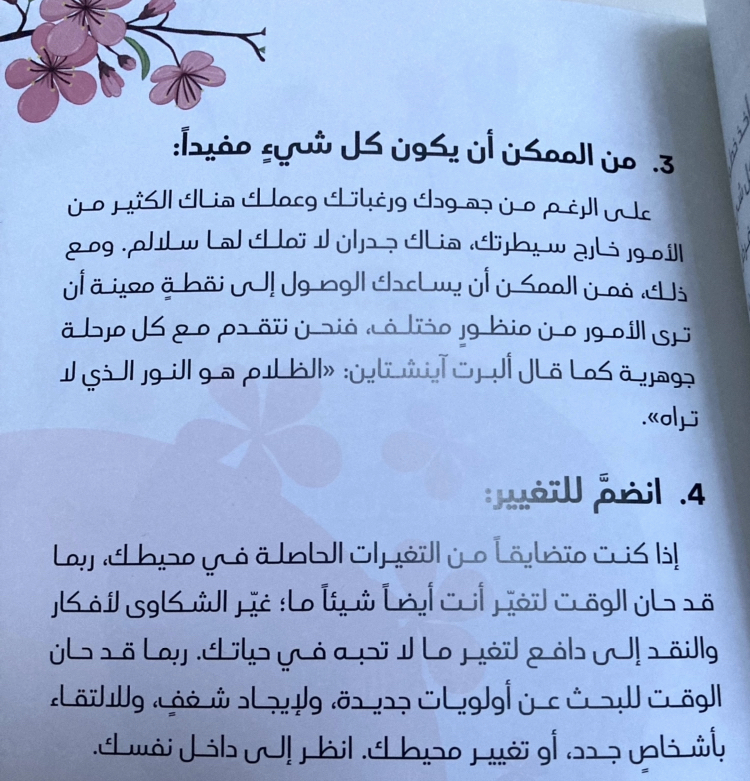 3. من الممكن أن يكون كل شيءٍ مفيداً:
على الرغم من جهودك ورغباتك وعملك هناك الكثير من
الأمور خارج سيطرتك، هناك جدران لا تملك لها سلالم. ومع
ذلك، فمن الممكن أن يساعدك الوصول إلى نقطةٍ معينة أن
ترى الأمور من منظورٍ مختلف، فنحن نتقدم مع كل مرحلة
جوهرية كما قال ألبرت آينشتاين: «الظلام هو النور الذي لا
تراه».
4. انضمَّ للتغيير:
إذا كنت متضايقاً من التغيرات الحاصلة في محيطك، ربما
قد حان الوقت لتغيّر أنت أيضاً شيئاً ما؛ غيّر الشكاوى لأفكار
والنقد إلى دافع لتغير ما لا تحبه في حياتك. ربما قد حان
الوقت للبحث عن أولويات جديدة، ولإيجاد شغفٍ، وللالتقاء
بأشخاصٍ جدد، أو تغيير محيطك. انظر إلى داخل نفسك.